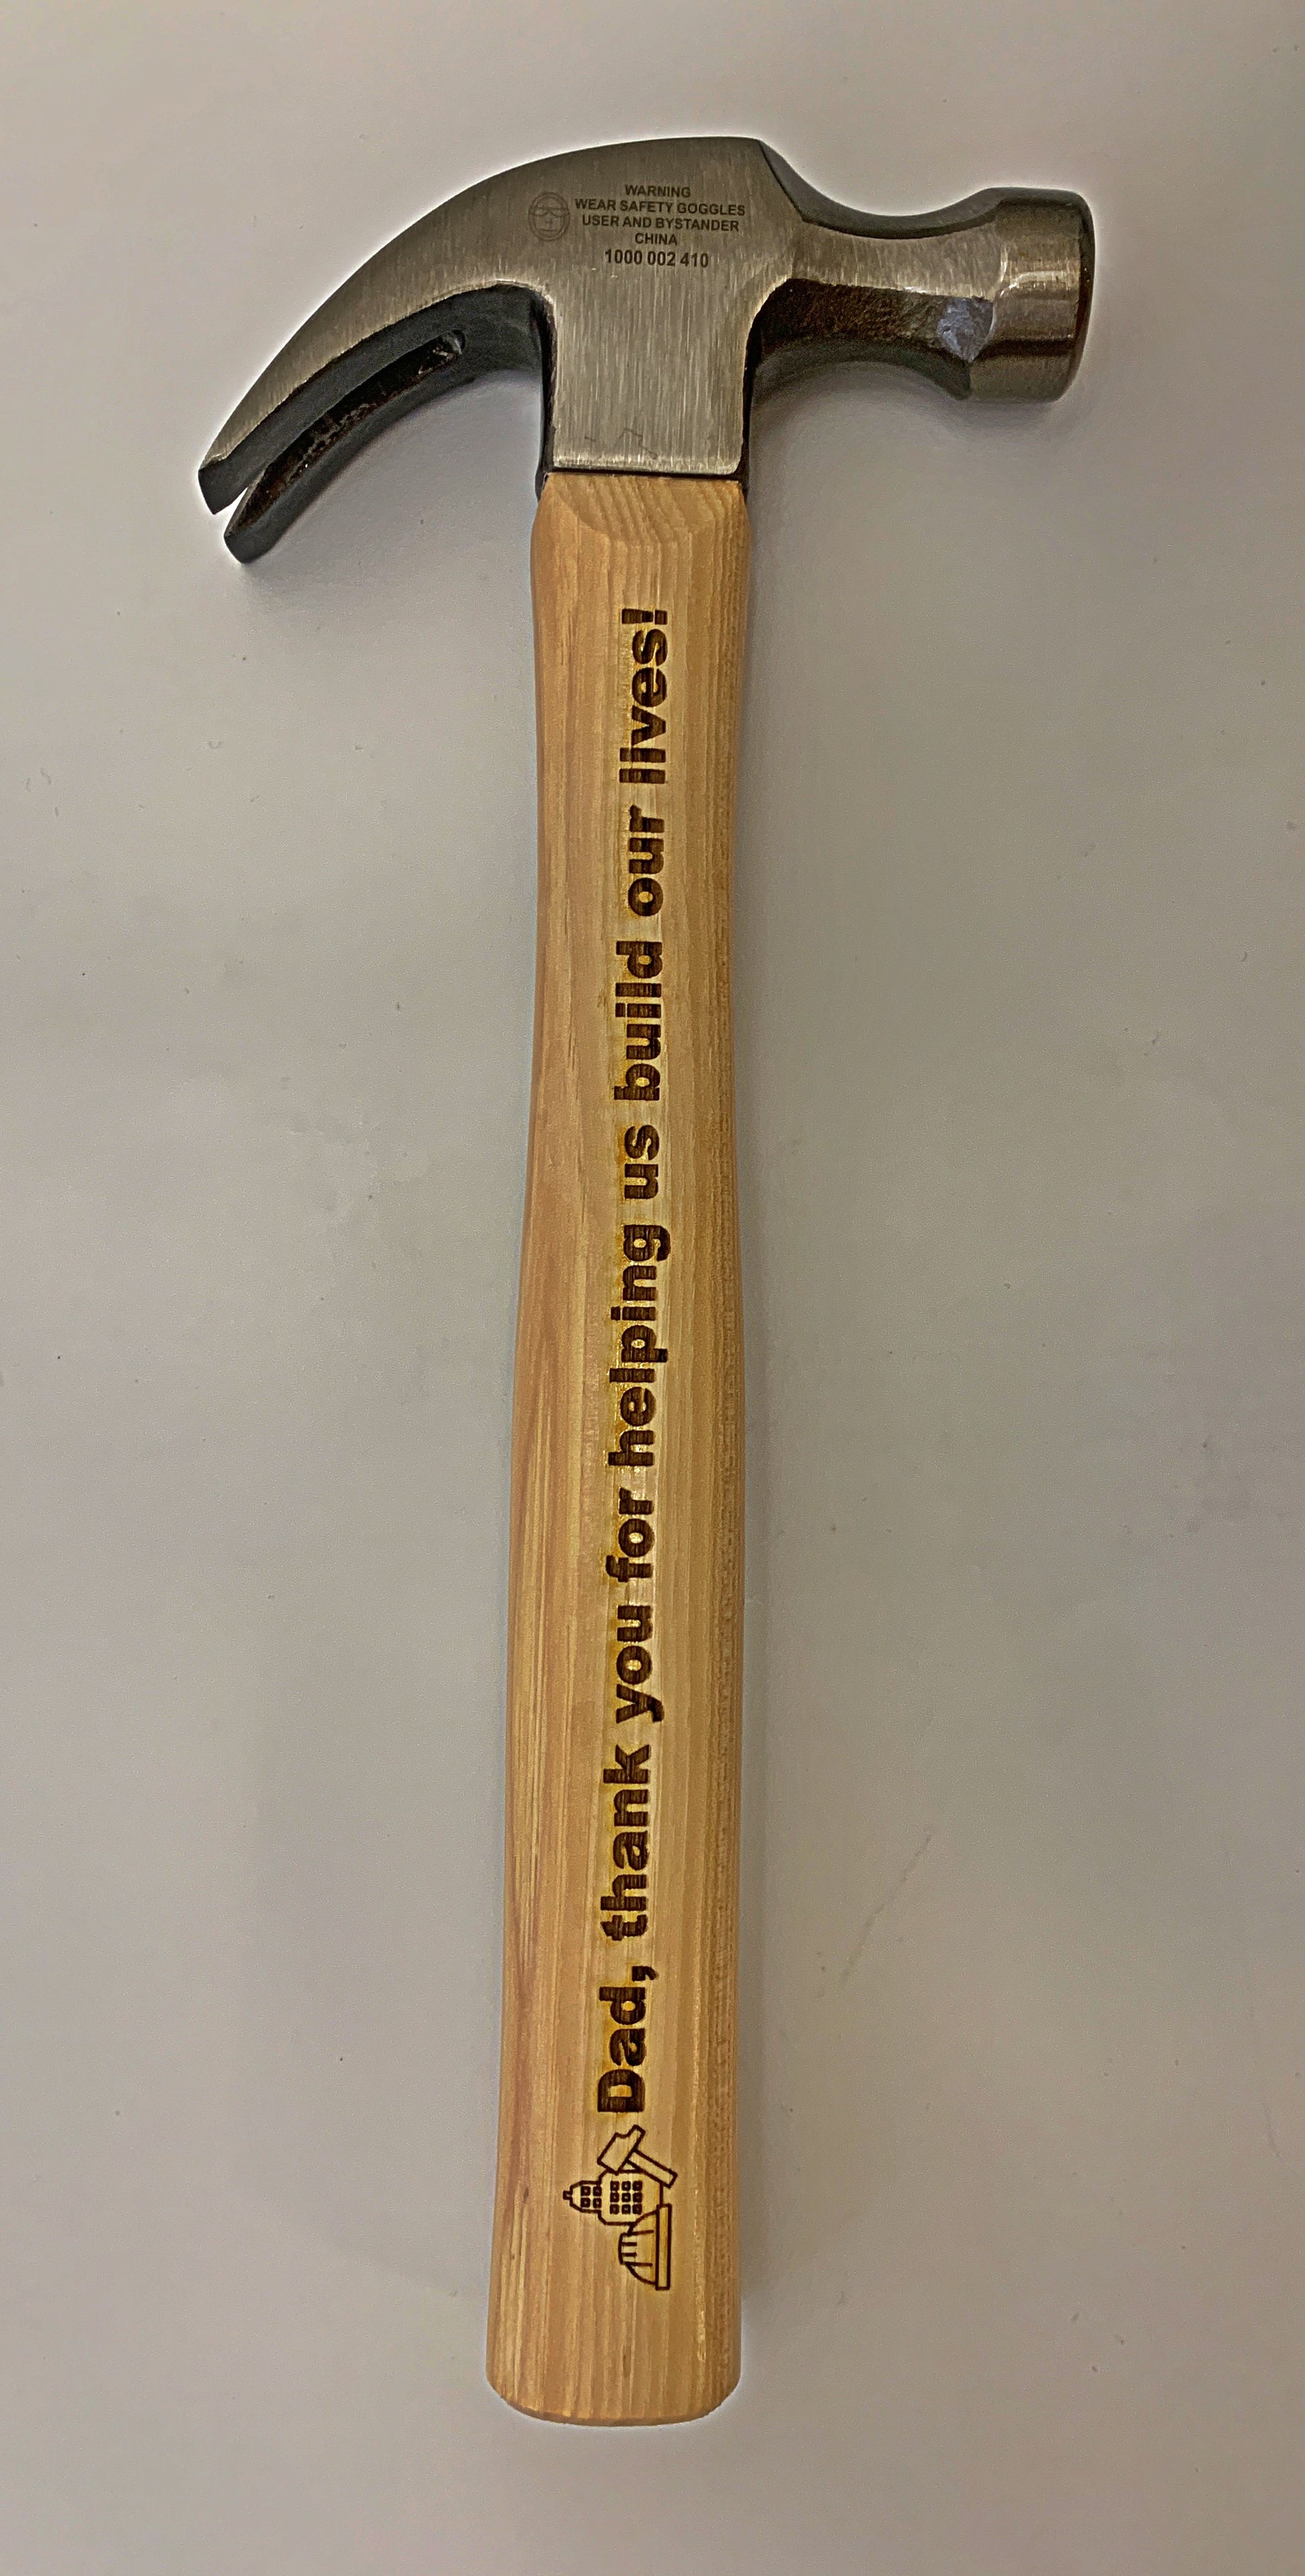 WARNING
WEAR SAFETY GOGGLES
USER AND BYSTANDER
CHINA
1000 002 410
Dad, thank you for helping us build our lives!